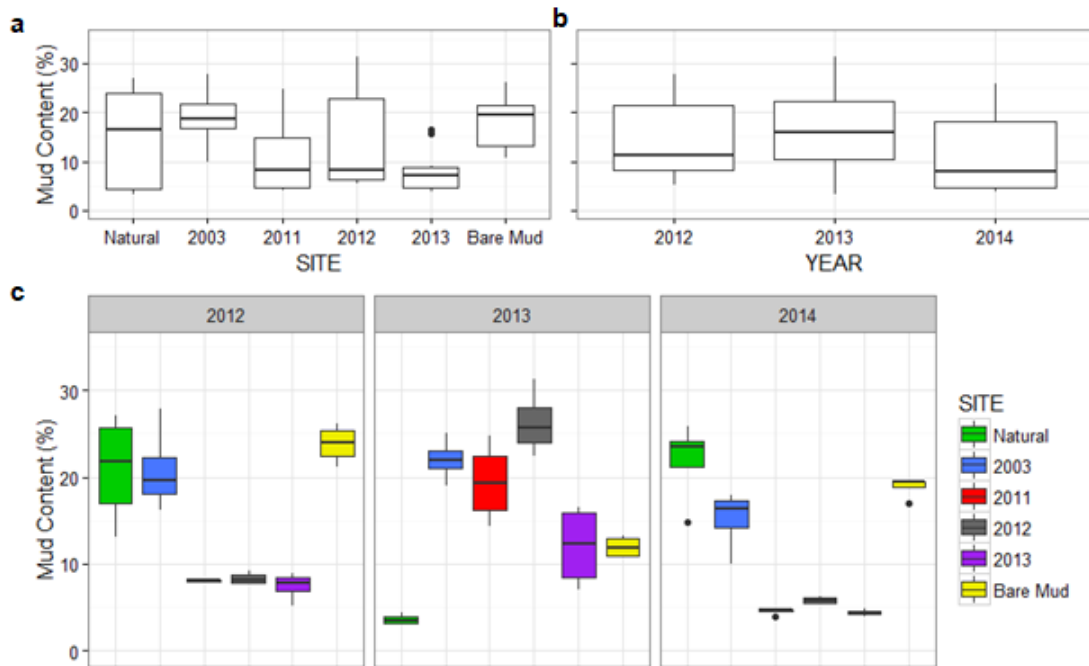 a
b
Mud Content (%)
30
20
10
0
Natural 2003 2011 2012 2013 Bare Mud
SITE
2012 2013 2014
YEAR
c
2012 2013 2014
Mud Content (%)
30
20
10
0
SITE
Natural
2003
2011
2012
2013
Bare Mud